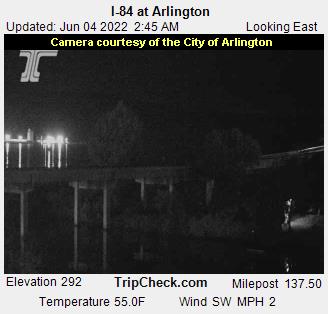 I-84 at Arlington
Updated: Jun 04 2022 2:45 AM Looking East
Camera courtesy of the City of Arlington
Elevation 292 TripCheck.com Milepost 137.50
Temperature 55.0F Wind SW MPH 2